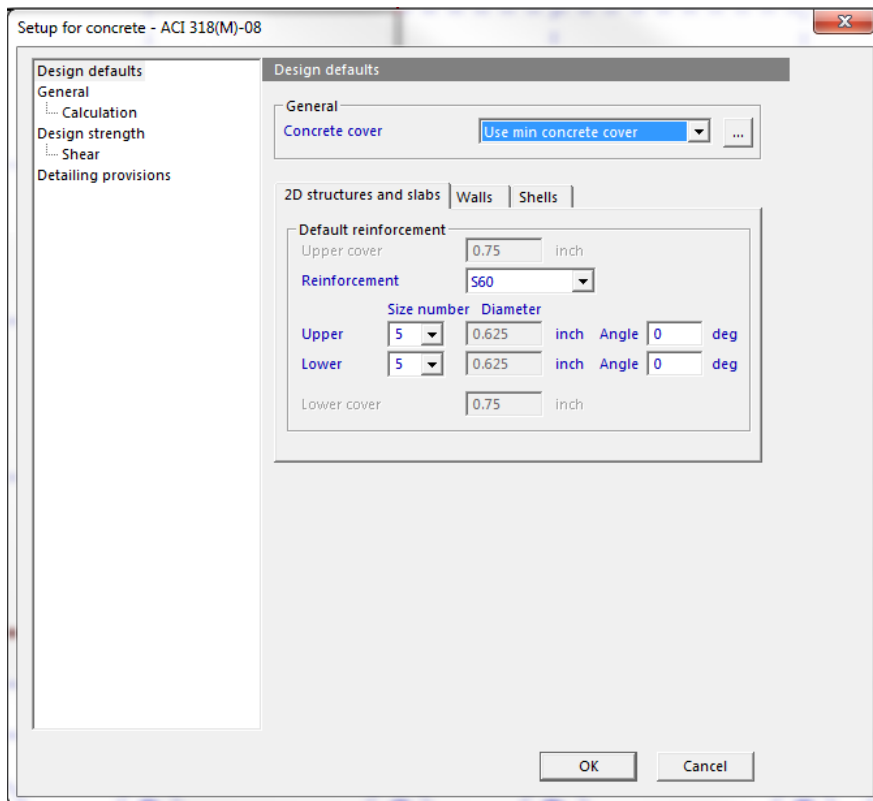 Setup for concrete - ACI 318(M)-08
Design defaults
General
Calculation
Design strength
Shear
Detailing provisions
Design defaults
General
Concrete cover Use min concrete cover ...
2D structures and slabs Walls Shells
Default reinforcement
Upper cover 0.75 inch
Reinforcement S60
Size number Diameter
Upper 5 0.625 inch Angle 0 deg
Lower 5 0.625 inch Angle 0 deg
Lower cover 0.75 inch
OK Cancel